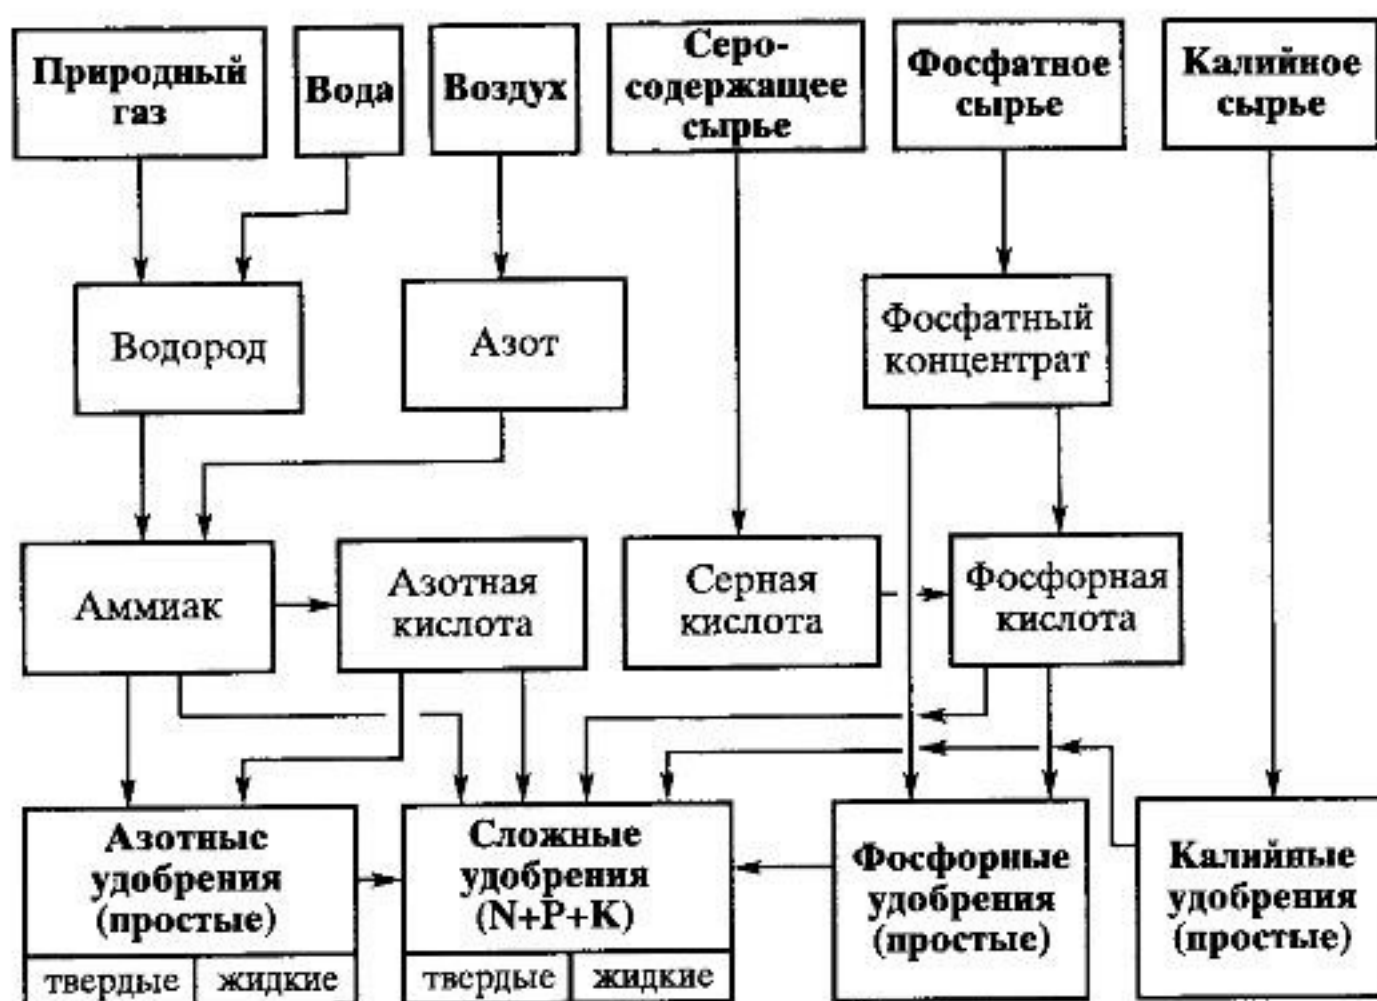 Природный
газ
Вода
Воздух
Серо-
содержащее
сырье
Фосфатное
сырье
Калийное
сырье
Водород
Азот
Фосфатный
концентрат
Аммиак
Азотная
кислота
Серная
кислота
Фосфорная
кислота
Азотные
удобрения
(простые)
твердые
жидкие
Сложные
удобрения
(N+P+K)
твердые
жидкие
Фосфорные
удобрения
(простые)
Калийные
удобрения
(простые)